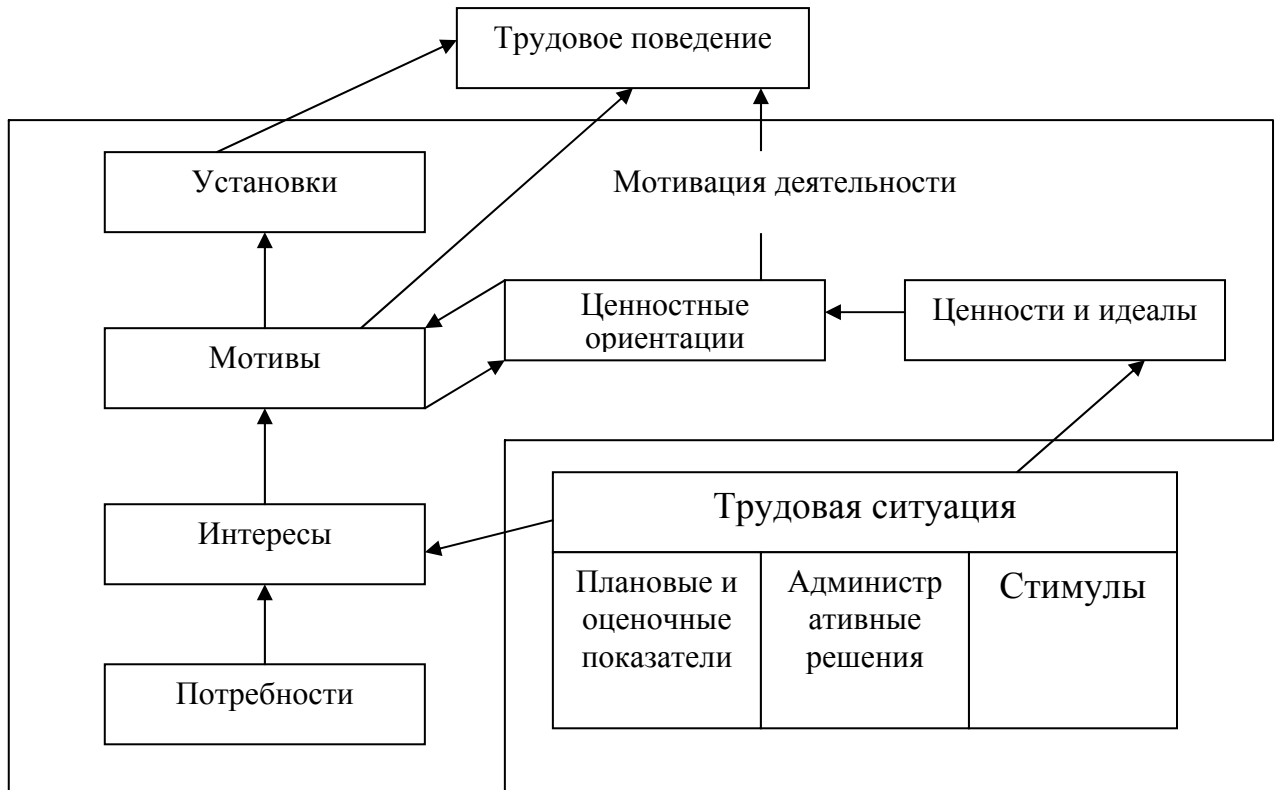 Трудовое поведение
Установки
Мотивация деятельности
Ценностные
ориентации
Ценности и идеалы
Мотивы
Трудовая ситуация
Интересы
Плановые и
оценочные
показатели
Администр
ативные
решения
Стимулы
Потребности